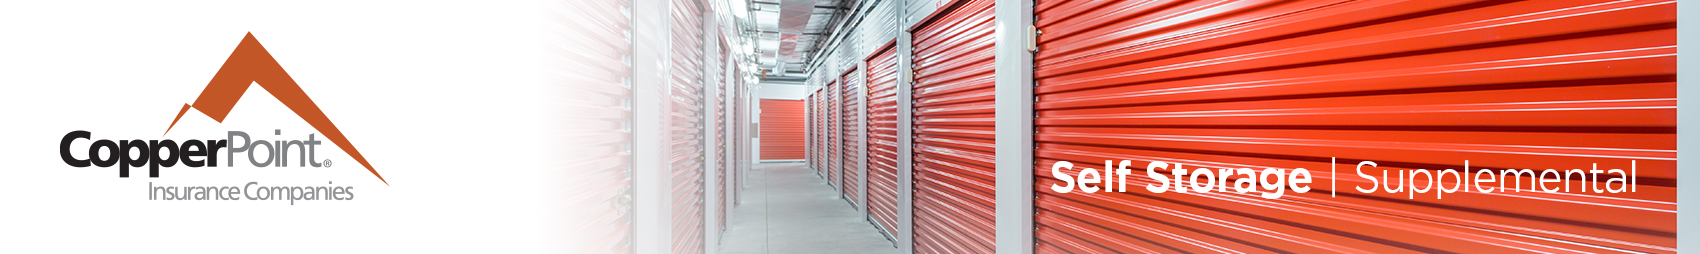 CopperPoint®
Insurance Companies
Self Storage | Supplemental